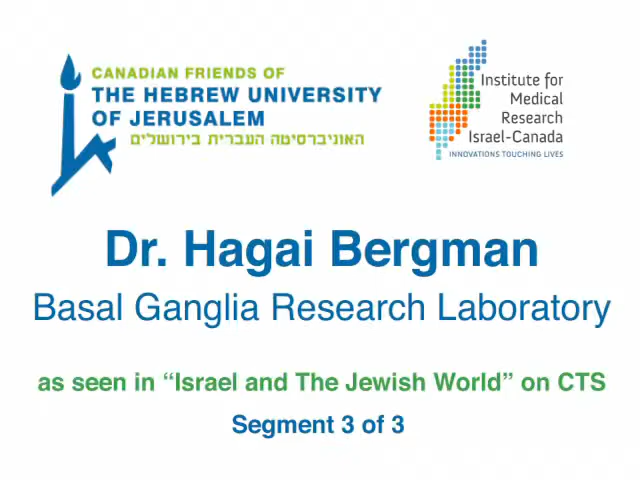 CANADIAN FRIENDS OF
THE HEBREW UNIVERSITY
OF JERUSALEM
האוניברסיטה העברית בירושלים
Institute for
Medical
Research
Israel-Canada
INNOVATIONS TOUCHING LIVES
Dr. Hagai Bergman
Basal Ganglia Research Laboratory
as seen in “Israel and The Jewish World” on CTS
Segment 3 of 3